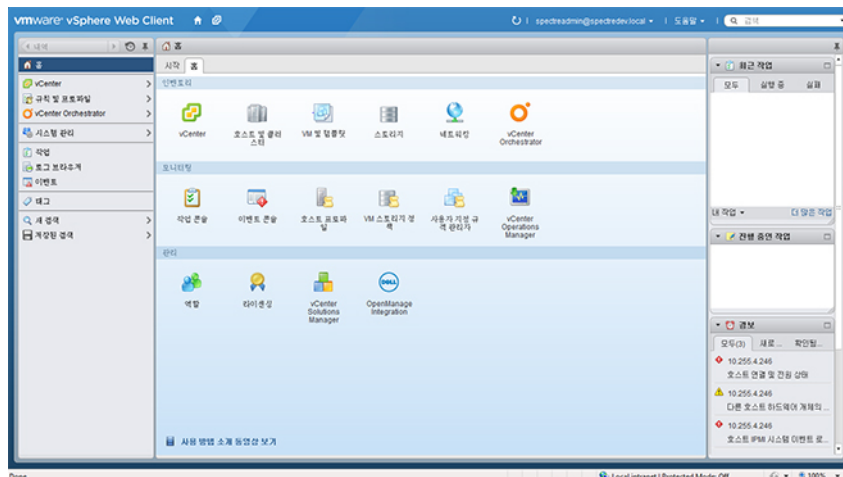 vmware® vSphere Web Client
spectreadmin@spectredev.local
도움말
검색
홈
vCenter
규칙 및 프로파일
vCenter Orchestrator
시스템 관리
작업
로그 브라우저
이벤트
태그
새 검색
저장된 검색
홈
시작
홈
인벤토리
vCenter
호스트 및 클러
스터
VM 및 템플릿
스토리지
네트워킹
vCenter
Orchestrator
모니터링
작업 콘솔
이벤트 콘솔
호스트 프로파
일
VM 스토리지 정
책
사용자 지정 규
격 관리자
vCenter
Operations
Manager
관리
역할
라이센싱
vCenter
Solutions
Manager
DELL
OpenManage
Integration
사용 방법 소개 동영상 보기
최근 작업
모두
실행 중
실패
내 작업
더 많은 작업
진행 중인 작업
경보
모두(3)
새로...
확인됨...
10.255.4.246
호스트 연결 및 전원 상태
10.255.4.246
다른 호스트 하드웨어 개체의 ...
10.255.4.246
호스트 IPMI 시스템 이벤트 로...
Done
Local intranet | Protected Mode: Off
100%